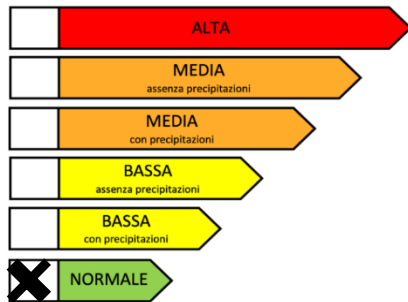 ALTA
MEDIA
assenza precipitazioni
MEDIA
con precipitazioni
BASSA
assenza precipitazioni
BASSA
con precipitazioni
NORMALE